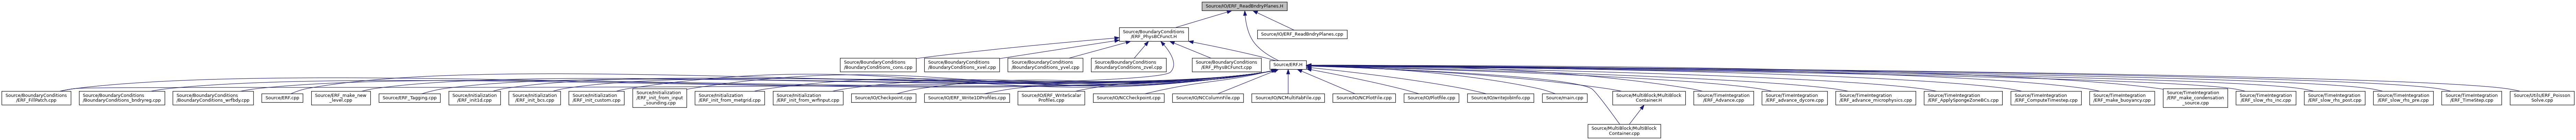 Source/IO/ERF_ReadBndryPlanes.H
Source/BoundaryConditions
/ERF_PhysBCFunct.H
Source/IO/ERF_ReadBndryPlanes.cpp
Source/BoundaryConditions
/BoundaryConditions_cons.cpp
Source/BoundaryConditions
/BoundaryConditions_xvel.cpp
Source/BoundaryConditions
/BoundaryConditions_yvel.cpp
Source/BoundaryConditions
/BoundaryConditions_zvel.cpp
Source/BoundaryConditions
/ERF_PhysBCFunct.cpp
Source/ERF.H
Source/BoundaryConditions
/ERF_FillPatch.cpp
Source/BoundaryConditions
/BoundaryConditions_bndryreg.cpp
Source/BoundaryConditions
/BoundaryConditions_wrfbdy.cpp
Source/ERF.cpp
Source/ERF_make_new
_level.cpp
Source/ERF_Tagging.cpp
Source/Initialization
/ERF_init1d.cpp
Source/Initialization
/ERF_init_bcs.cpp
Source/Initialization
/ERF_init_custom.cpp
Source/Initialization
/ERF_init_from_input
_sounding.cpp
Source/Initialization
/ERF_init_from_metgrid.cpp
Source/Initialization
/ERF_init_from_wrfinput.cpp
Source/IO/Checkpoint.cpp
Source/IO/ERF_Write1DProfiles.cpp
Source/IO/ERF_WriteScalar
Profiles.cpp
Source/IO/NCCheckpoint.cpp
Source/IO/NCColumnFile.cpp
Source/IO/NCMultiFabFile.cpp
Source/IO/NCPlotFile.cpp
Source/IO/Plotfile.cpp
Source/IO/writeJobInfo.cpp
Source/main.cpp
Source/MultiBlock/MultiBlock
Container.H
Source/TimeIntegration
/ERF_Advance.cpp
Source/TimeIntegration
/ERF_advance_dycore.cpp
Source/TimeIntegration
/ERF_advance_microphysics.cpp
Source/TimeIntegration
/ERF_ApplySpongeZoneBCs.cpp
Source/TimeIntegration
/ERF_ComputeTimestep.cpp
Source/TimeIntegration
/ERF_make_buoyancy.cpp
Source/TimeIntegration
/ERF_make_condensation
_source.cpp
Source/TimeIntegration
/ERF_slow_rhs_inc.cpp
Source/TimeIntegration
/ERF_slow_rhs_post.cpp
Source/TimeIntegration
/ERF_slow_rhs_pre.cpp
Source/TimeIntegration
/ERF_TimeStep.cpp
Source/Utils/ERF_Poisson
Solve.cpp
Source/MultiBlock/MultiBlock
Container.cpp